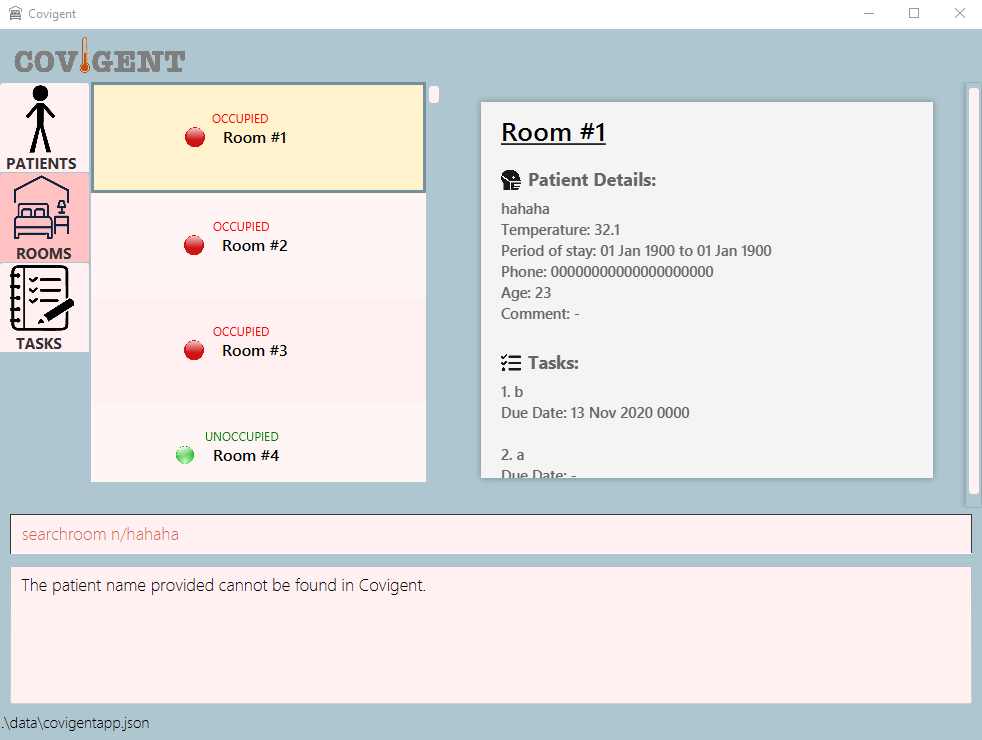 Covigent
COVIGENT
PATIENTS
ROOMS
TASKS
OCCUPIED
Room #1
OCCUPIED
Room #2
OCCUPIED
Room #3
UNOCCUPIED
Room #4
Room #1
Patient Details:
hahaha
Temperature: 32.1
Period of stay: 01 Jan 1900 to 01 Jan 1900
Phone: 00000000000000000000
Age: 23
Comment: -
Tasks:
1. b
Due Date: 13 Nov 2020 0000
2. a
Due Date: -
searchroom n/hahaha
The patient name provided cannot be found in Covigent.
.\data\covigentapp.json